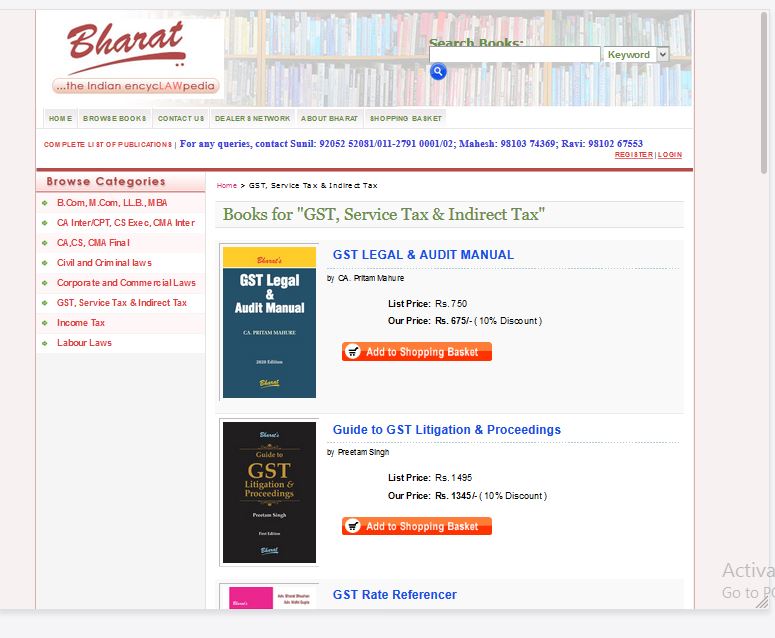 Bharat
...the Indian encycLAWpedia
Search Books:
Keyword
HOME
BROWSE BOOKS
CONTACT US
DEALERS NETWORK
ABOUT BHARAT
SHOPPING BASKET
COMPLETE LIST OF PUBLICATIONS | For any queries, contact Sunil: 92052 52081/011-2791 0001/02; Mahesh: 98103 74369; Ravi: 98102 67553
REGISTER | LOGIN
Browse Categories
B.Com, M.Com, LL.B., MBA
CA Inter/CPT, CS Exec, CMA Inter
CA,CS, CMA Final
Civil and Criminal laws
Corporate and Commercial Laws
GST, Service Tax & Indirect Tax
Income Tax
Labour Laws
Home > GST, Service Tax & Indirect Tax
Books for "GST, Service Tax & Indirect Tax"
Bharat's
GST Legal
&
Audit Manual
CA. PRITAM MAHURE
2020 Edition
Bharat
GST LEGAL & AUDIT MANUAL
by CA. Pritam Mahure
List Price: Rs. 750
Our Price: Rs. 675/- ( 10% Discount )
Add to Shopping Basket
Bharat's
Guide to
GST
Litigation &
Proceedings
Preetam Singh
First Edition
Bharat
Guide to GST Litigation & Proceedings
by Preetam Singh
List Price: Rs. 1495
Our Price: Rs. 1345/- ( 10% Discount )
Add to Shopping Basket
Bharat's
Adv Bharat Bhushan
Adv Nidhi Gupta
GST Rate Referencer
Activa
Go to PC